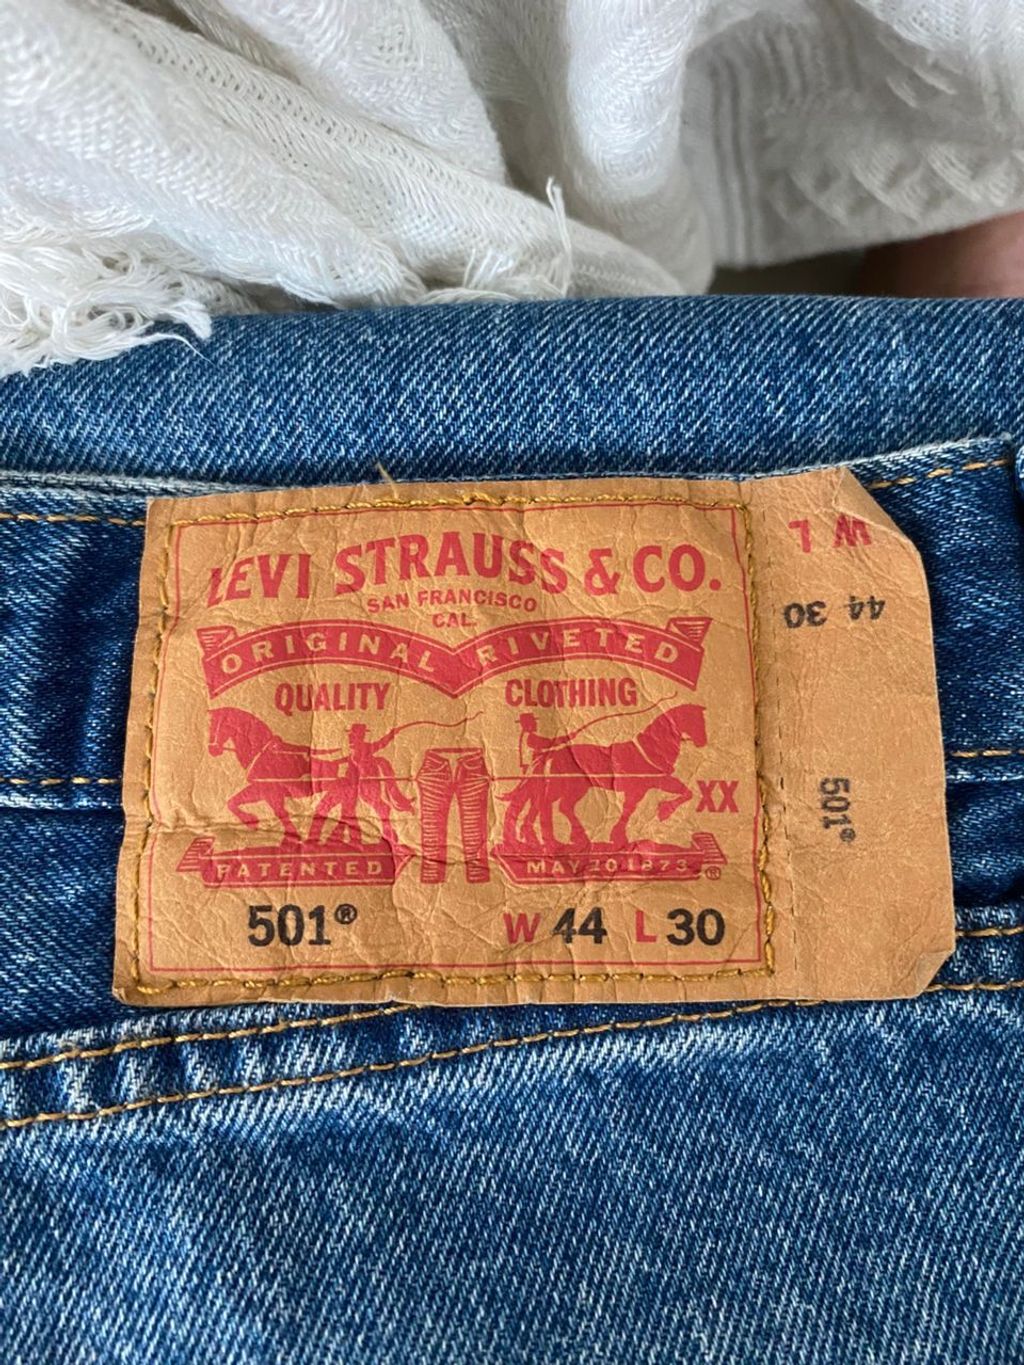 LEVI STRAUSS & CO.
SAN FRANCISCO
CAL.
ORIGINAL RIVETED
QUALITY CLOTHING
XX
PATENTED MAY 20 1873 ®
501® W 44 L 30
W L
44 30
501®